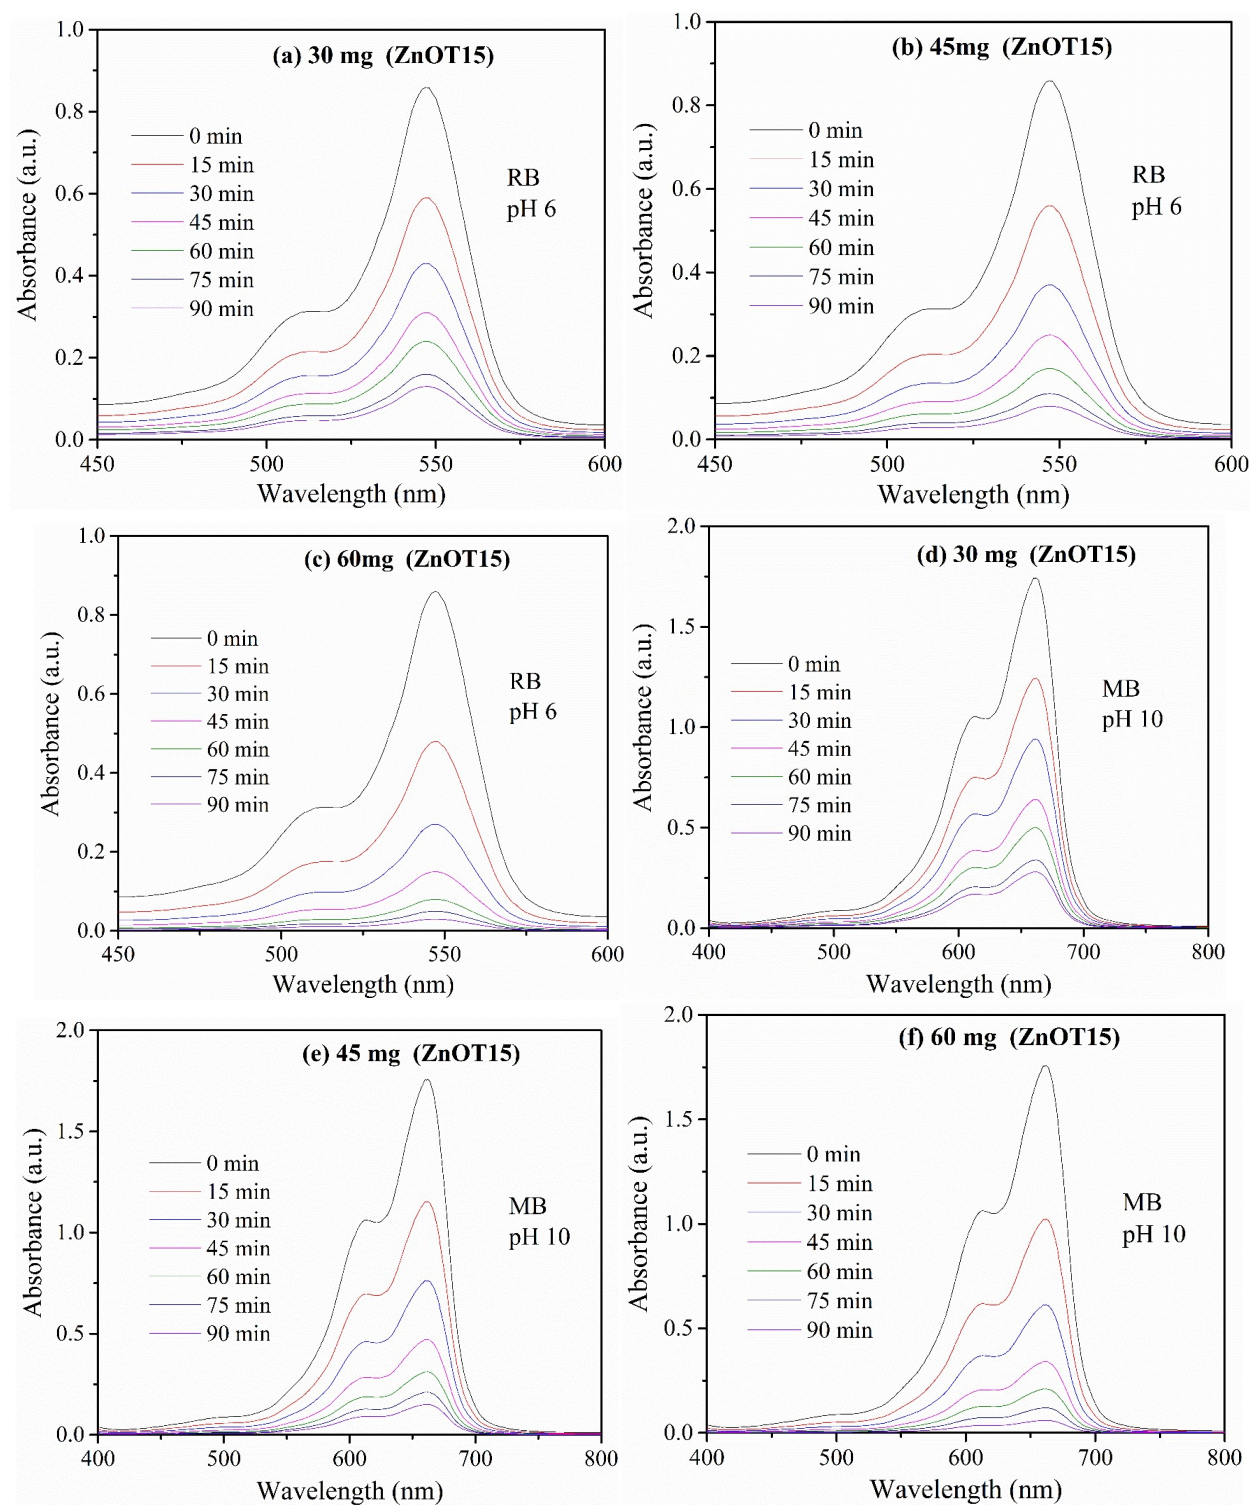 (a) 30 mg (ZnOT15)
Absorbance (a.u.)
1.0
0.8
0.6
0.4
0.2
0.0
0 min
15 min
30 min
45 min
60 min
75 min
90 min
RB
pH 6
450 500 550 600
Wavelength (nm)
(b) 45mg (ZnOT15)
Absorbance (a.u.)
1.0
0.8
0.6
0.4
0.2
0.0
0 min
15 min
30 min
45 min
60 min
75 min
90 min
RB
pH 6
450 500 550 600
Wavelength (nm)
(c) 60mg (ZnOT15)
Absorbance (a.u.)
1.0
0.8
0.6
0.4
0.2
0.0
0 min
15 min
30 min
45 min
60 min
75 min
90 min
RB
pH 6
450 500 550 600
Wavelength (nm)
(d) 30 mg (ZnOT15)
Absorbance (a.u.)
2.0
1.5
1.0
0.5
0.0
0 min
15 min
30 min
45 min
60 min
75 min
90 min
MB
pH 10
400 500 600 700 800
Wavelength (nm)
(e) 45 mg (ZnOT15)
Absorbance (a.u.)
2.0
1.5
1.0
0.5
0.0
0 min
15 min
30 min
45 min
60 min
75 min
90 min
MB
pH 10
400 500 600 700 800
Wavelength (nm)
(f) 60 mg (ZnOT15)
Absorbance (a.u.)
2.0
1.5
1.0
0.5
0.0
0 min
15 min
30 min
45 min
60 min
75 min
90 min
MB
pH 10
400 500 600 700 800
Wavelength (nm)